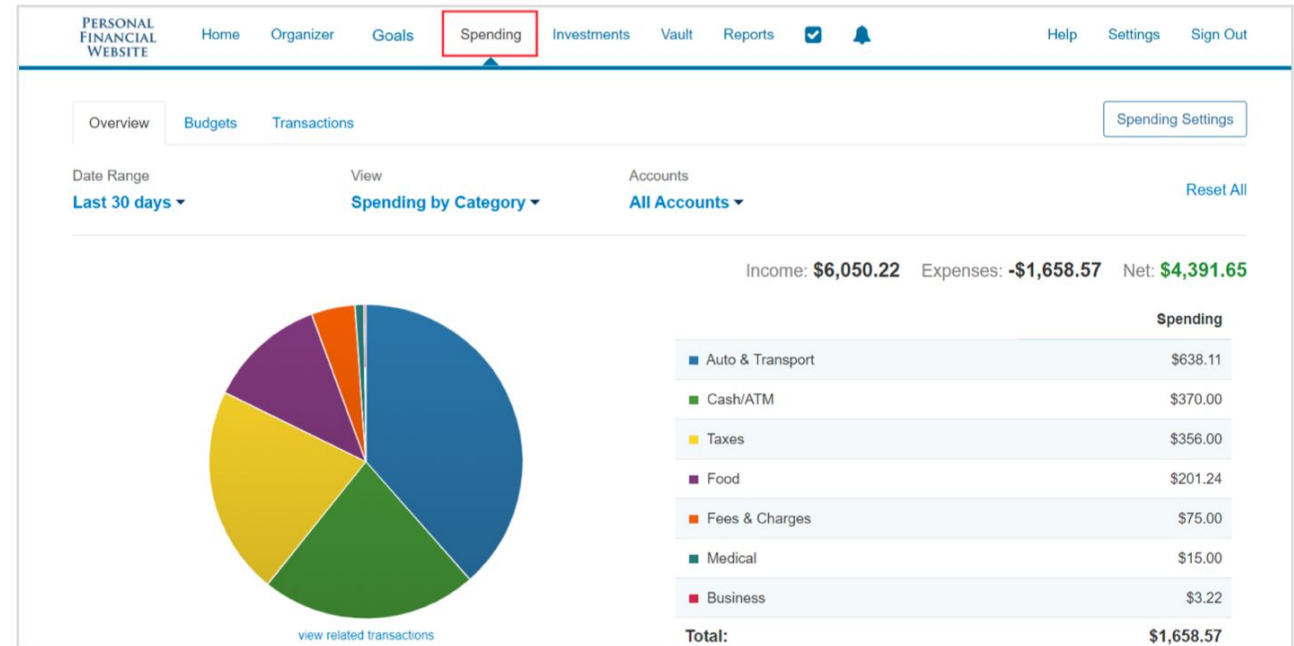 PERSONAL
FINANCIAL
WEBSITE
Home Organizer Goals Spending Investments Vault Reports Help Settings Sign Out
Overview Budgets Transactions Spending Settings
Date Range View Accounts
Last 30 days Spending by Category All Accounts Reset All
Income: $6,050.22 Expenses: -$1,658.57 Net: $4,391.65
Spending
Auto & Transport $638.11
Cash/ATM $370.00
Taxes $356.00
Food $201.24
Fees & Charges $75.00
Medical $15.00
Business $3.22
view related transactions Total: $1,658.57